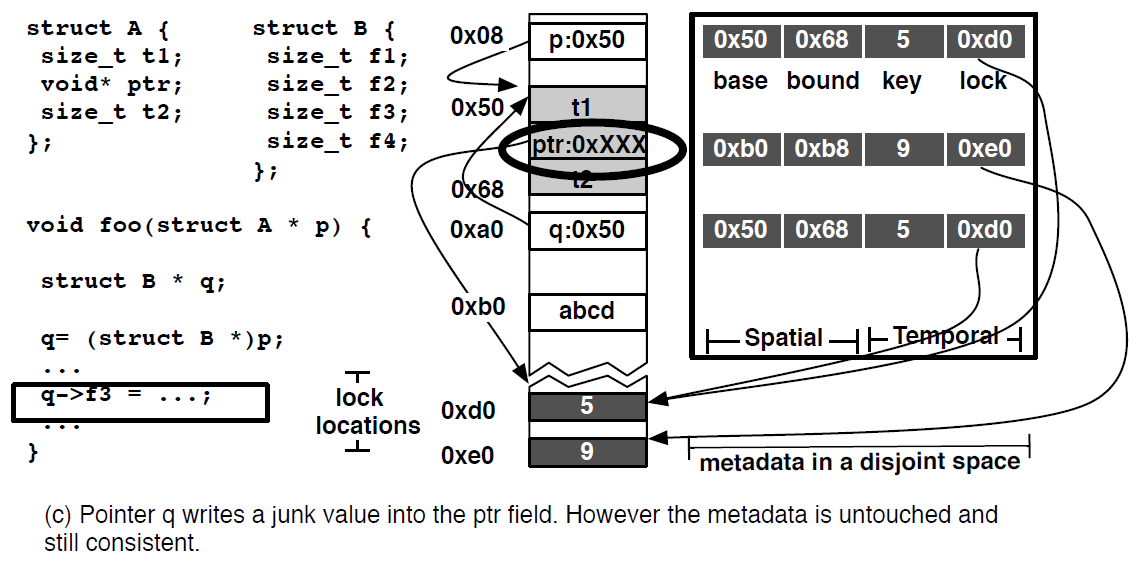 struct A {
size_t t1;
void* ptr;
size_t t2;
};
struct B {
size_t f1;
size_t f2;
size_t f3;
size_t f4;
};
void foo(struct A * p) {
struct B * q;
q= (struct B *)p;
...
q->f3 = ...;
...
}
lock
locations
0x08
p:0x50
0x50
t1
ptr:0xXXX
t2
0x68
0xa0
q:0x50
0xb0
abcd
0xd0
5
0xe0
9
0x50 0x68 5 0xd0
base bound key lock
0xb0 0xb8 9 0xe0
0x50 0x68 5 0xd0
Spatial Temporal
metadata in a disjoint space
(c) Pointer q writes a junk value into the ptr field. However the metadata is untouched and
still consistent.